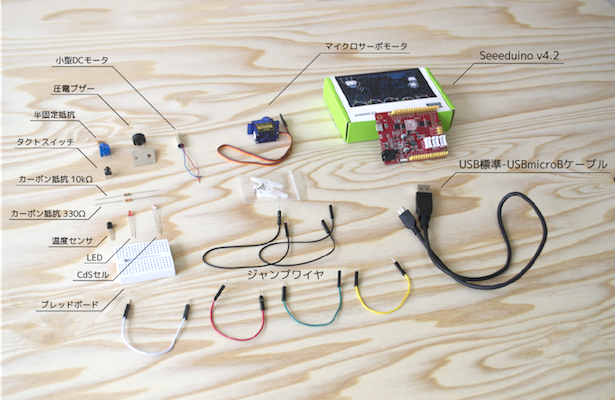 マイクロサーボモータ
小型DCモータ
Seeeduino v4.2
圧電ブザー
半固定抵抗
タクトスイッチ
USB標準-USBmicroBケーブル
カーボン抵抗 10kΩ
カーボン抵抗 330Ω
温度センサ
LED
CdSセル
ジャンプワイヤ
ブレッドボード